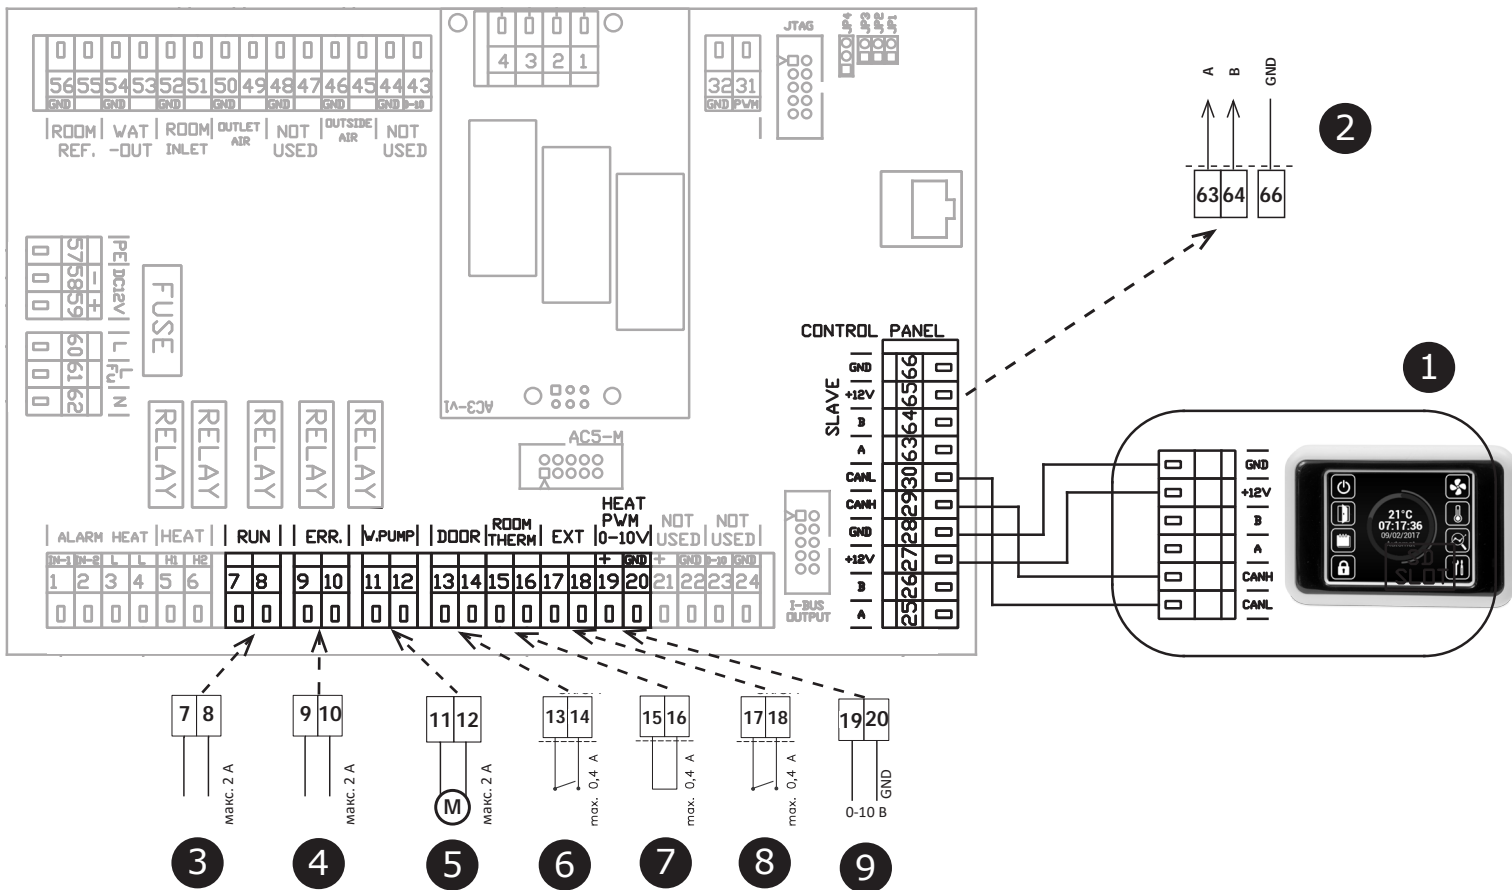 4 3 2 1
JTAG
JP4 JP3 JP2 JP1
56 55 54 53 52 51 50 49 48 47 46 45 44 43
GND GND GND GND GND GND GND 0-10
ROOM REF.
WAT -OUT
ROOM INLET
OUTLET AIR
NOT USED
OUTSIDE AIR
NOT USED
32 31
GND PWM
A B GND
63 64 66
2
57 58 59
PE - + DC12V
60 61 62
L L Fu N
FUSE
RELAY RELAY RELAY RELAY RELAY
AC3-v1
AC5-M
CONTROL PANEL
SLAVE
GND 66
+12V 65
B 64
A 63
CANL 30
CANH 29
GND 28
+12V 27
B 26
A 25
1
GND
+12V
B
A
CANH
CANL
21°C
07:17:36
09/02/2017
SD
SLOT
I-BUS
OUTPUT
ALARM HEAT HEAT RUN ERR. W.PUMP DOOR
ROOM THERM
EXT
HEAT PWM 0-10V
NOT USED
NOT USED
IN-1 IN-2 L L H1 H2 + GND + GND 0-10 GND
1 2 3 4 5 6 7 8 9 10 11 12 13 14 15 16 17 18 19 20 21 22 23 24
7 8
макс. 2 A
3
9 10
макс. 2 A
4
11 12
M
макс. 2 A
5
13 14
max. 0,4 A
6
15 16
max. 0,4 A
7
17 18
max. 0,4 A
8
19 20
GND
0-10 В
9